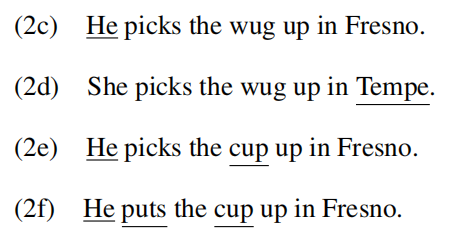 (2c) He picks the wug up in Fresno.
(2d) She picks the wug up in Tempe.
(2e) He picks the cup up in Fresno.
(2f) He puts the cup up in Fresno.